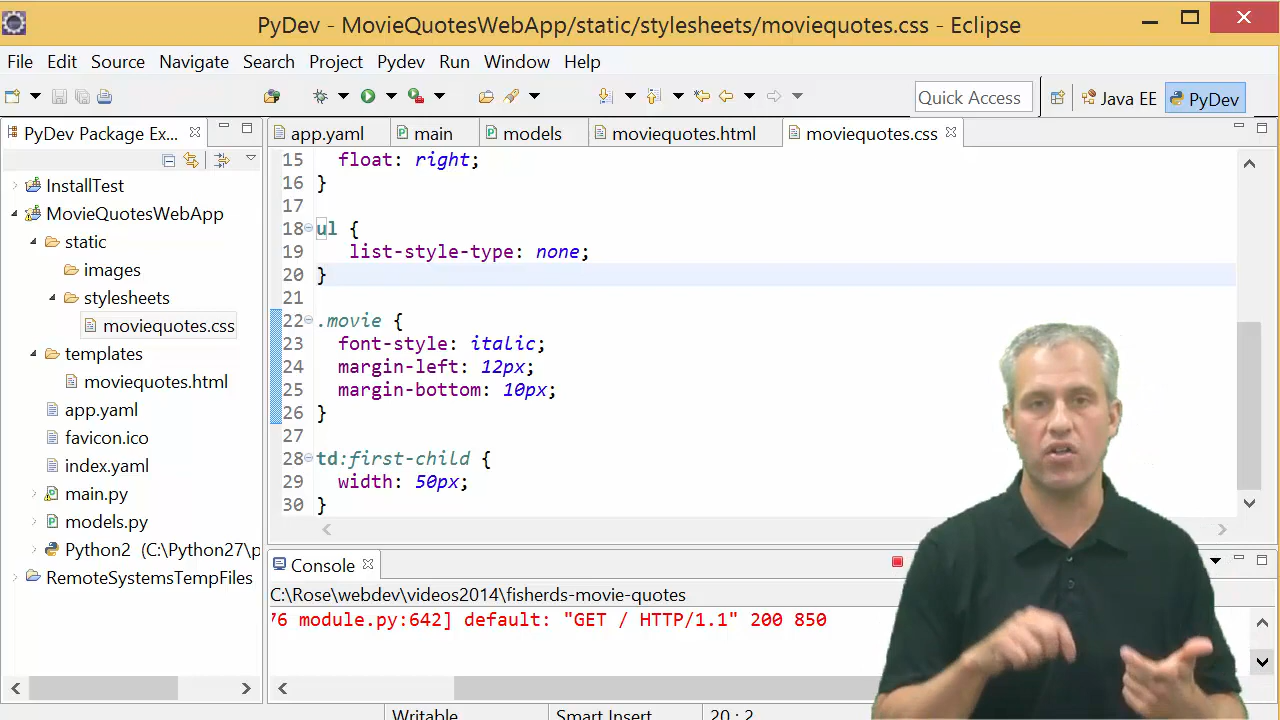 PyDev - MovieQuotesWebApp/static/stylesheets/moviequotes.css - Eclipse
File Edit Source Navigate Search Project Pydev Run Window Help
Quick Access
Java EE
PyDev
PyDev Package Ex...
app.yaml
main
models
moviequotes.html
moviequotes.css
InstallTest
MovieQuotesWebApp
static
images
stylesheets
moviequotes.css
templates
moviequotes.html
app.yaml
favicon.ico
index.yaml
main.py
models.py
Python2 (C:\Python27\p
RemoteSystemsTempFiles
15 float: right;
16 }
17
18 ul {
19 list-style-type: none;
20 }
21
22 .movie {
23 font-style: italic;
24 margin-left: 12px;
25 margin-bottom: 10px;
26 }
27
28 td:first-child {
29 width: 50px;
30 }
Console
C:\Rose\webdev\videos2014\fisherds-movie-quotes
76 module.py:642] default: "GET / HTTP/1.1" 200 850
Writable
Smart Insert
20 : 2